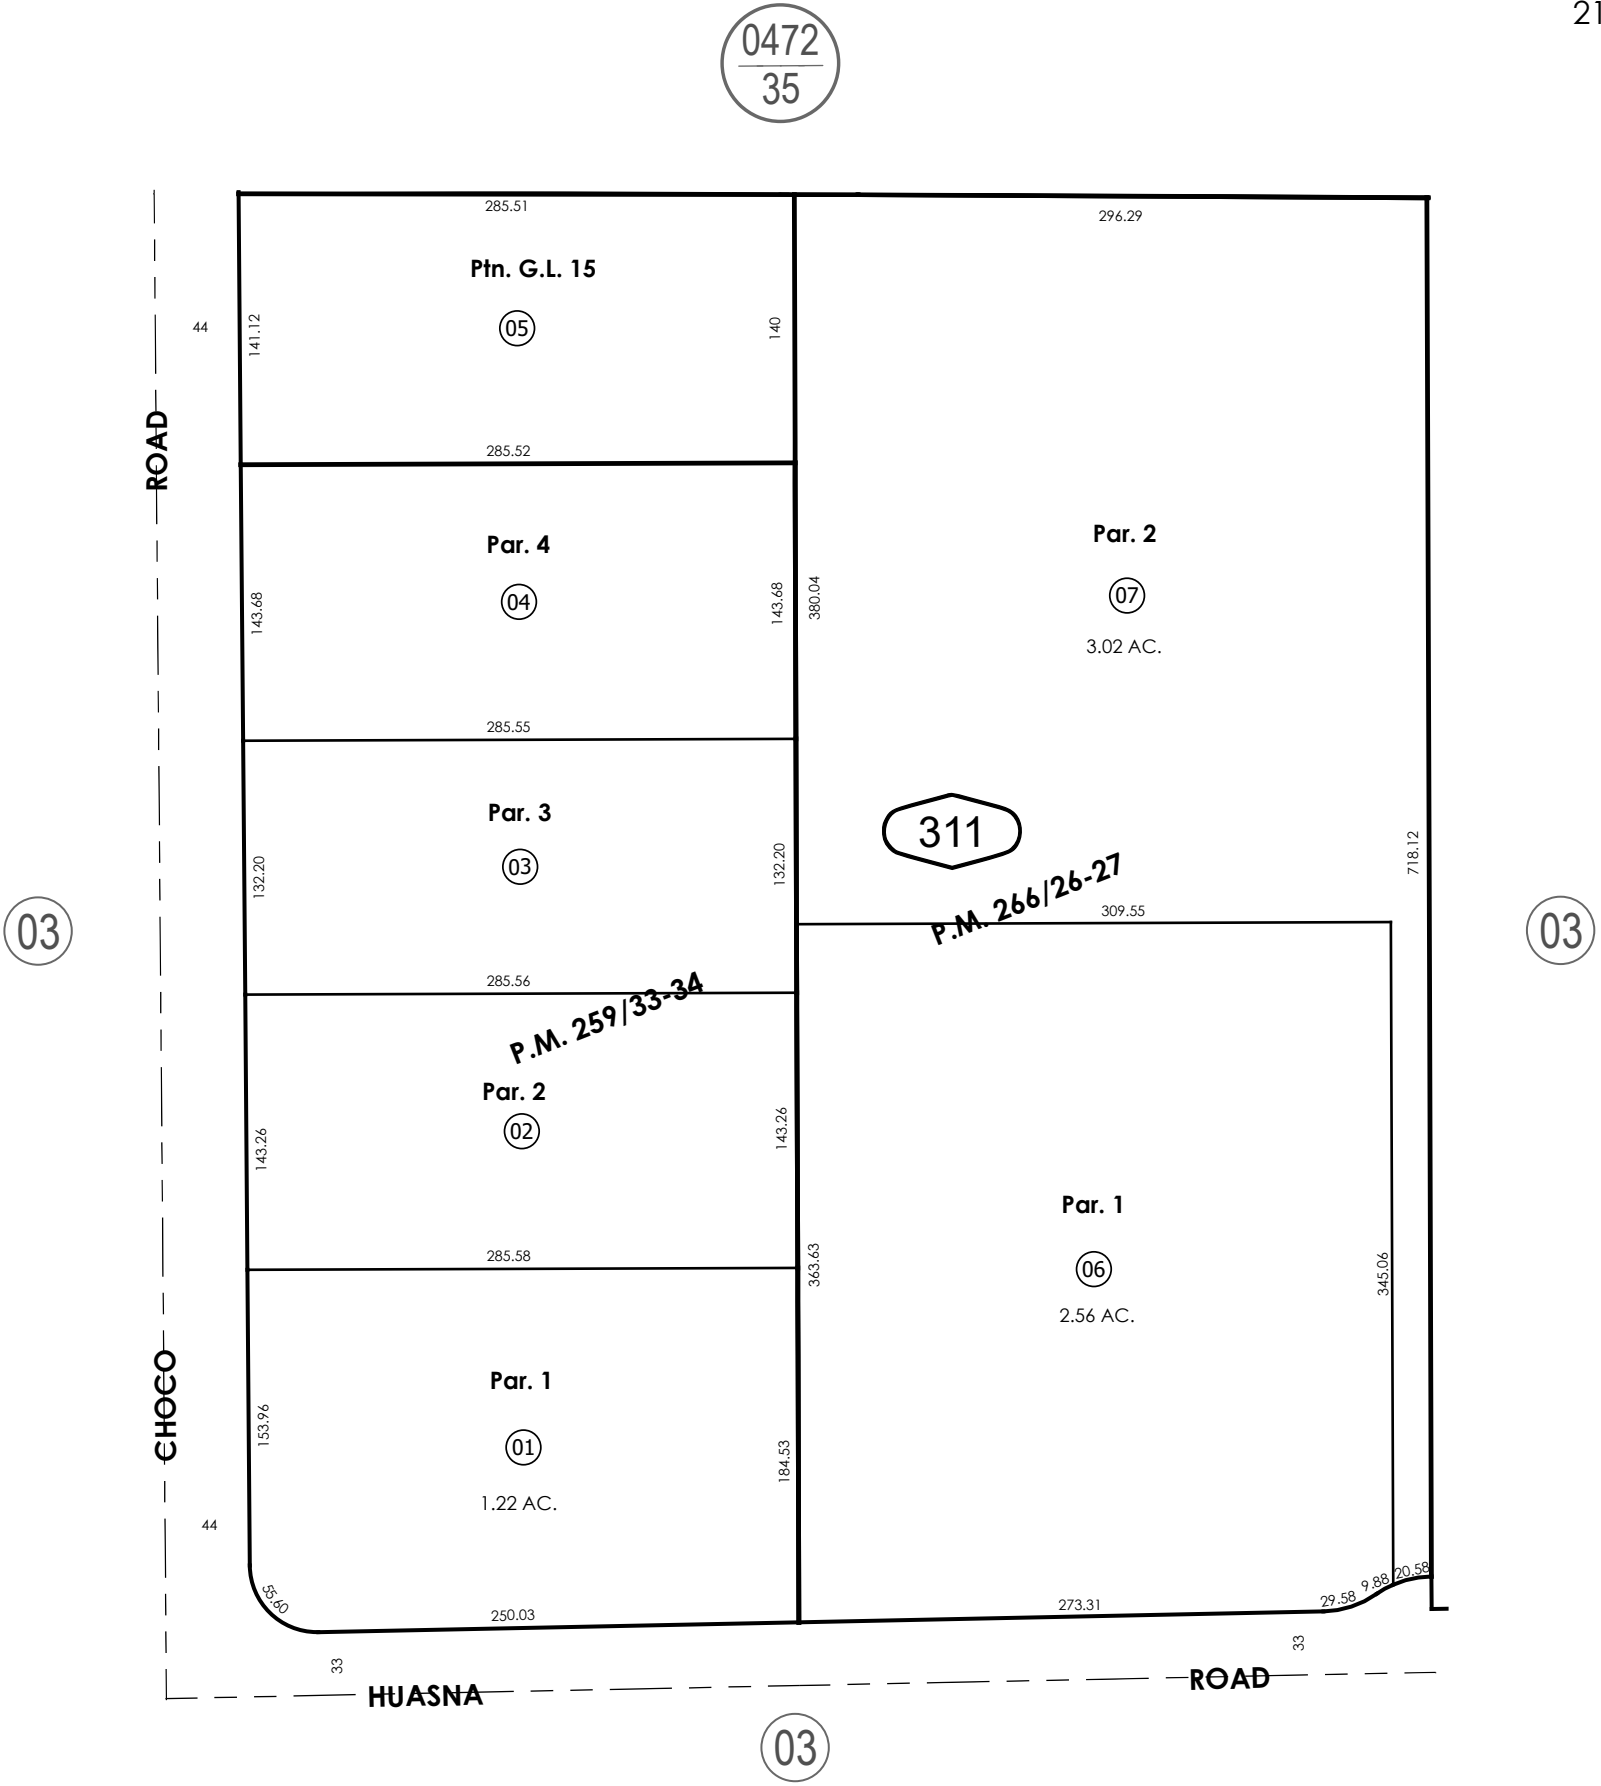 21
0472
35
285.51
296.29
Ptn. G.L. 15
05
44
141.12
140
ROAD
285.52
Par. 4
04
143.68
143.68
380.04
Par. 2
07
3.02 AC.
285.55
Par. 3
03
132.20
132.20
311
718.12
P.M. 266/26-27
309.55
03
03
285.56
P.M. 259/33-34
Par. 2
02
143.26
143.26
285.58
363.63
Par. 1
06
2.56 AC.
345.06
CHOCO
Par. 1
01
1.22 AC.
153.96
184.53
44
55.60
250.03
273.31
29.58
9.88
20.58
33
33
HUASNA
ROAD
03